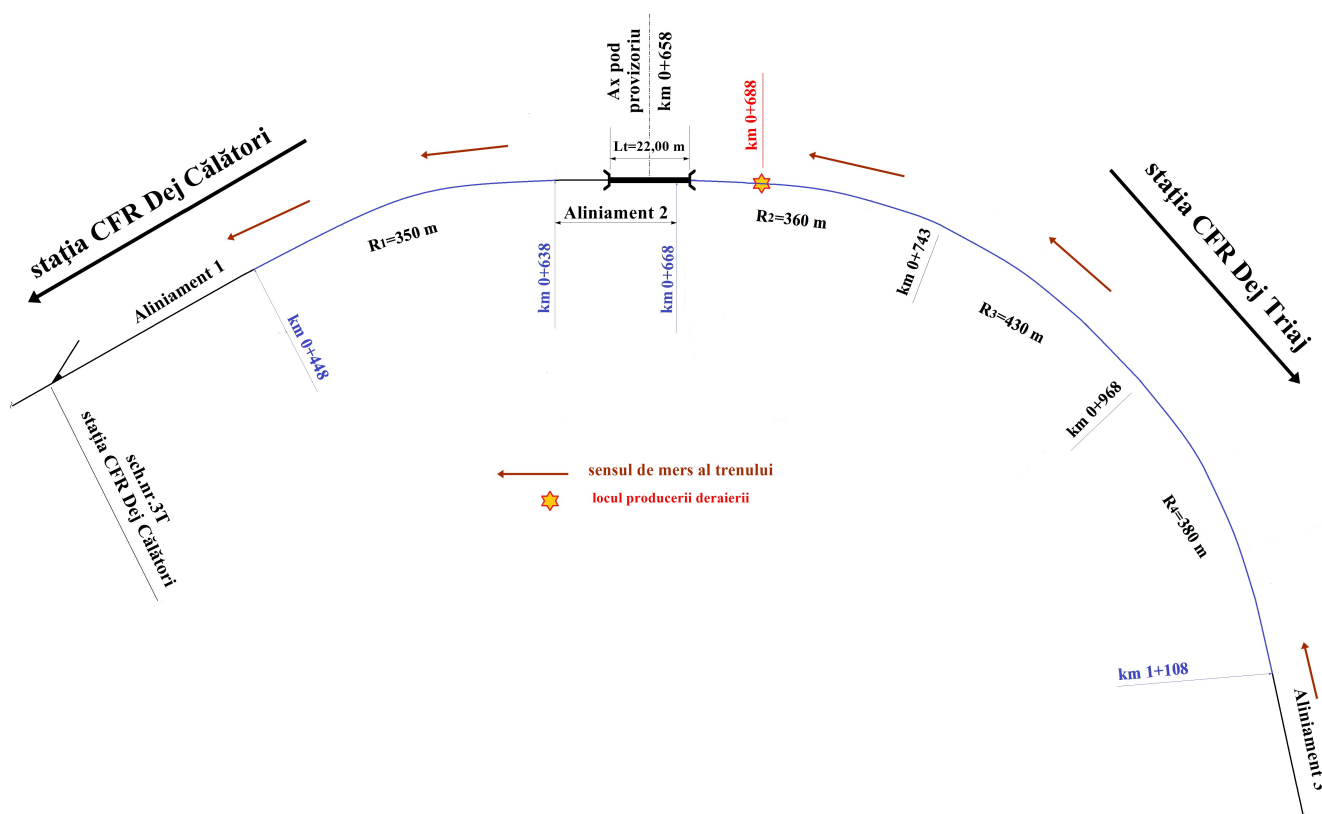 Ax pod
provizoriu
km 0+658
km 0+688
Lt=22,00 m
stația CFR Dej Călători
stația CFR Dej Triaj
Aliniament 2
R2=360 m
R1=350 m
km 0+743
km 0+638
km 0+668
Aliniament 1
R3=430 m
km 0+448
km 0+968
sch.nr.3T
stația CFR Dej Călători
sensul de mers al trenului
locul producerii deraierii
R4=380 m
km 1+108
Aliniament